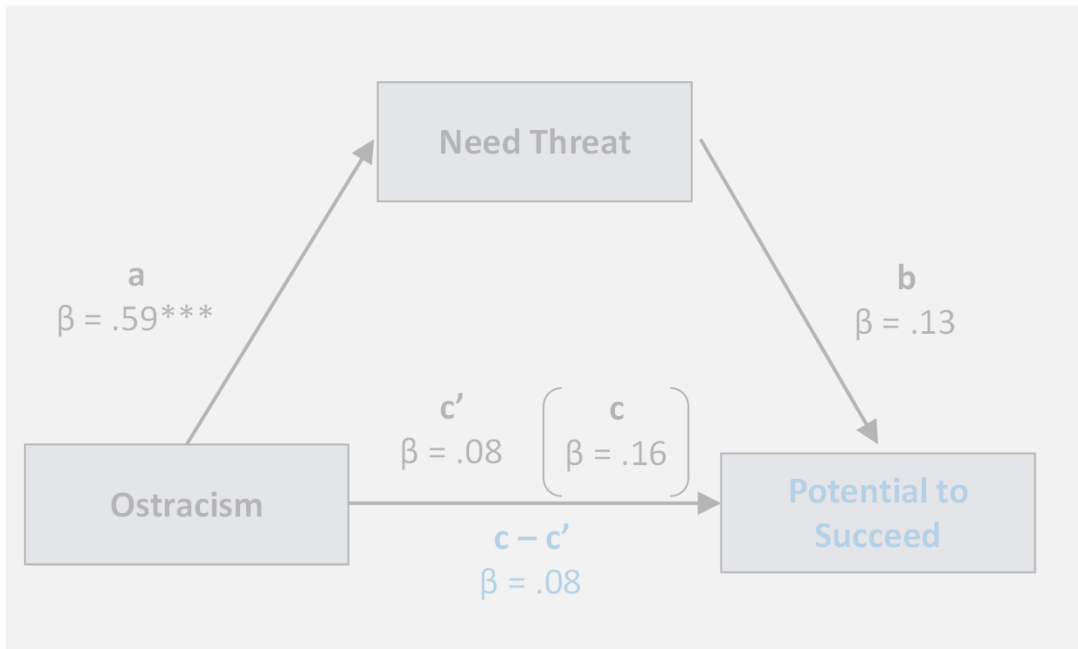 Need Threat
a
β = .59***
b
β = .13
c’
β = .08
c
β = .16
Ostracism
Potential to
Succeed
c – c’
β = .08